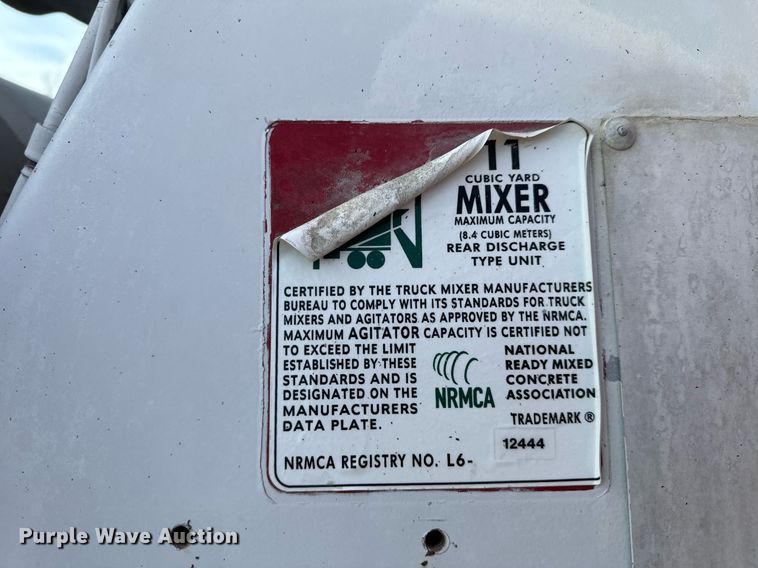 11
CUBIC YARD
MIXER
MAXIMUM CAPACITY
(8.4 CUBIC METERS)
REAR DISCHARGE
TYPE UNIT
CERTIFIED BY THE TRUCK MIXER MANUFACTURERS
BUREAU TO COMPLY WITH ITS STANDARDS FOR TRUCK
MIXERS AND AGITATORS AS APPROVED BY THE NRMCA.
MAXIMUM AGITATOR CAPACITY IS CERTIFIED NOT
TO EXCEED THE LIMIT
ESTABLISHED BY THESE
STANDARDS AND IS
DESIGNATED ON THE
MANUFACTURERS
DATA PLATE.
NRMCA
NATIONAL
READY MIXED
CONCRETE
ASSOCIATION
TRADEMARK ®
12444
NRMCA REGISTRY NO. L6-
Purple Wave Auction